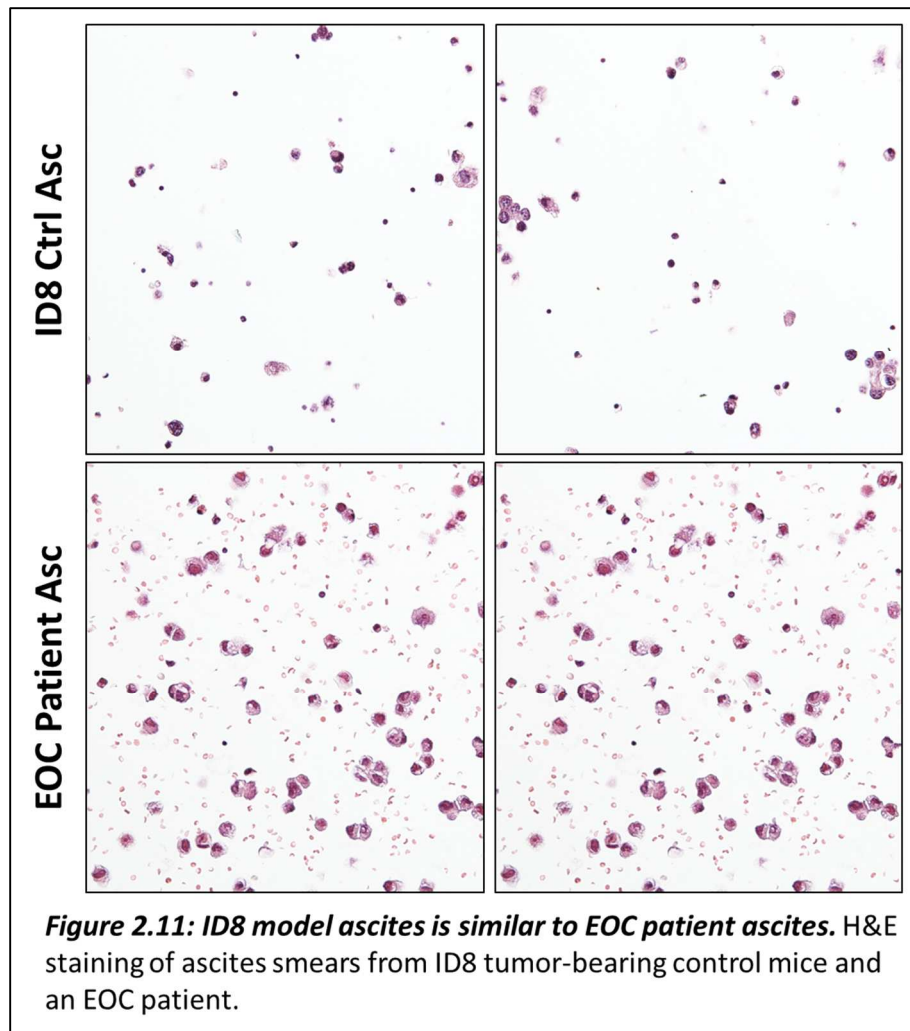 ID8 Ctrl Asc
EOC Patient Asc
Figure 2.11: ID8 model ascites is similar to EOC patient ascites. H&E
staining of ascites smears from ID8 tumor-bearing control mice and
an EOC patient.